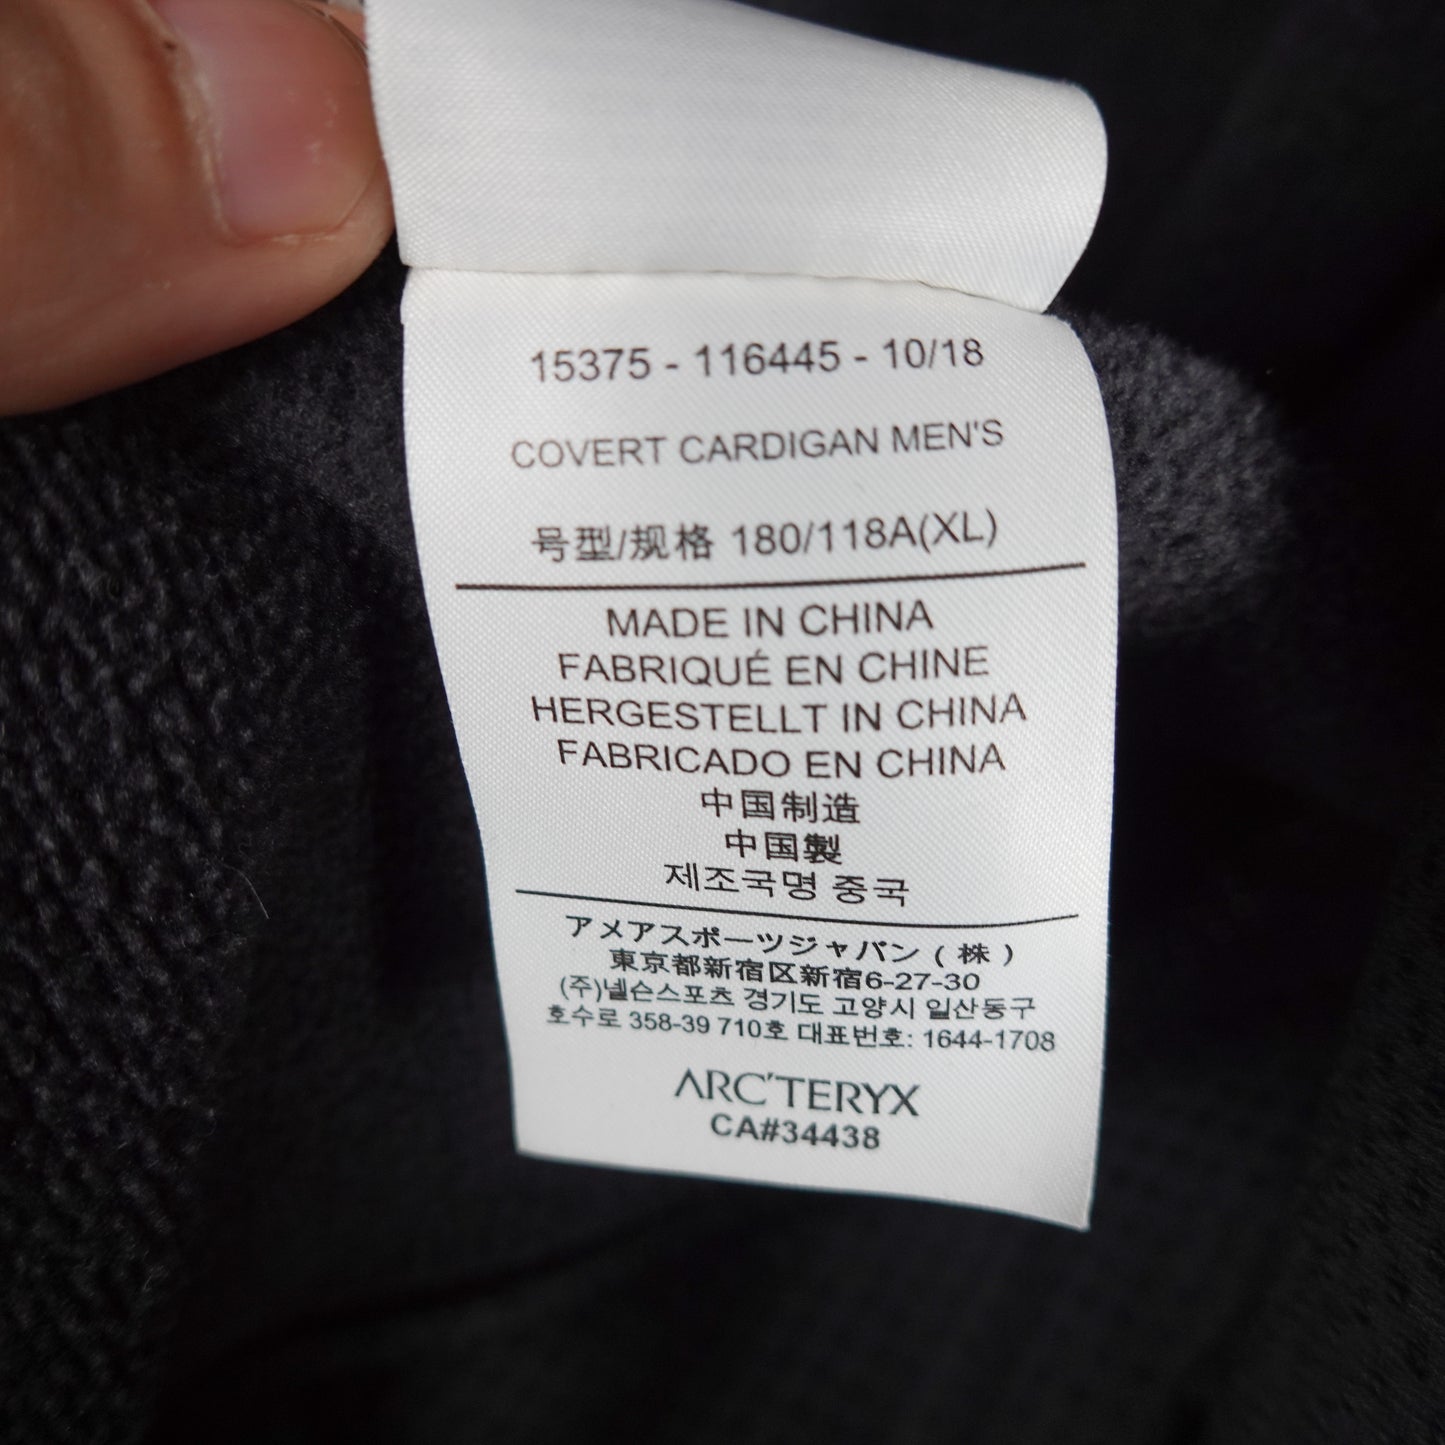 15375 - 116445 - 10/18
COVERT CARDIGAN MEN'S
号型/规格 180/118A(XL)
MADE IN CHINA
FABRIQUÉ EN CHINE
HERGESTELLT IN CHINA
FABRICADO EN CHINA
中国制造
中国製
제조국명 중국
アメアスポーツジャパン (株)
東京都新宿区新宿6-27-30
(주)넬슨스포츠 경기도 고양시 일산동구
호수로 358-39 710호 대표번호: 1644-1708
ARC'TERYX
CA#34438